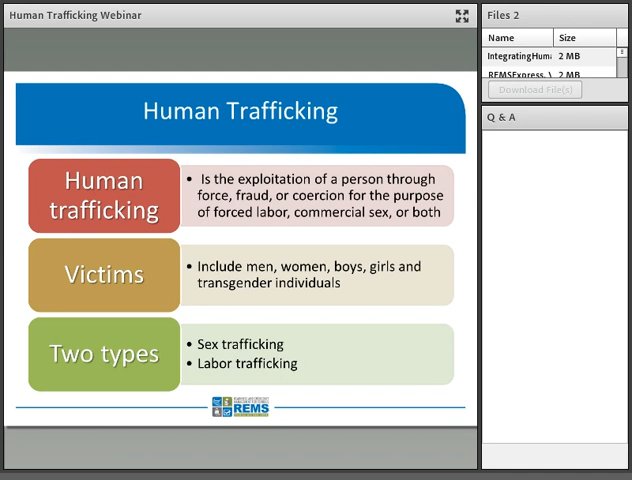 Human Trafficking Webinar
Human Trafficking
Human
trafficking
• Is the exploitation of a person through
force, fraud, or coercion for the purpose
of forced labor, commercial sex, or both
Victims
• Include men, women, boys, girls and
transgender individuals
Two types
• Sex trafficking
• Labor trafficking
REMS
Files 2
Name Size
IntegratingHuma 2 MB
REMSExpress, 2 MB
Download File(s)
Q & A